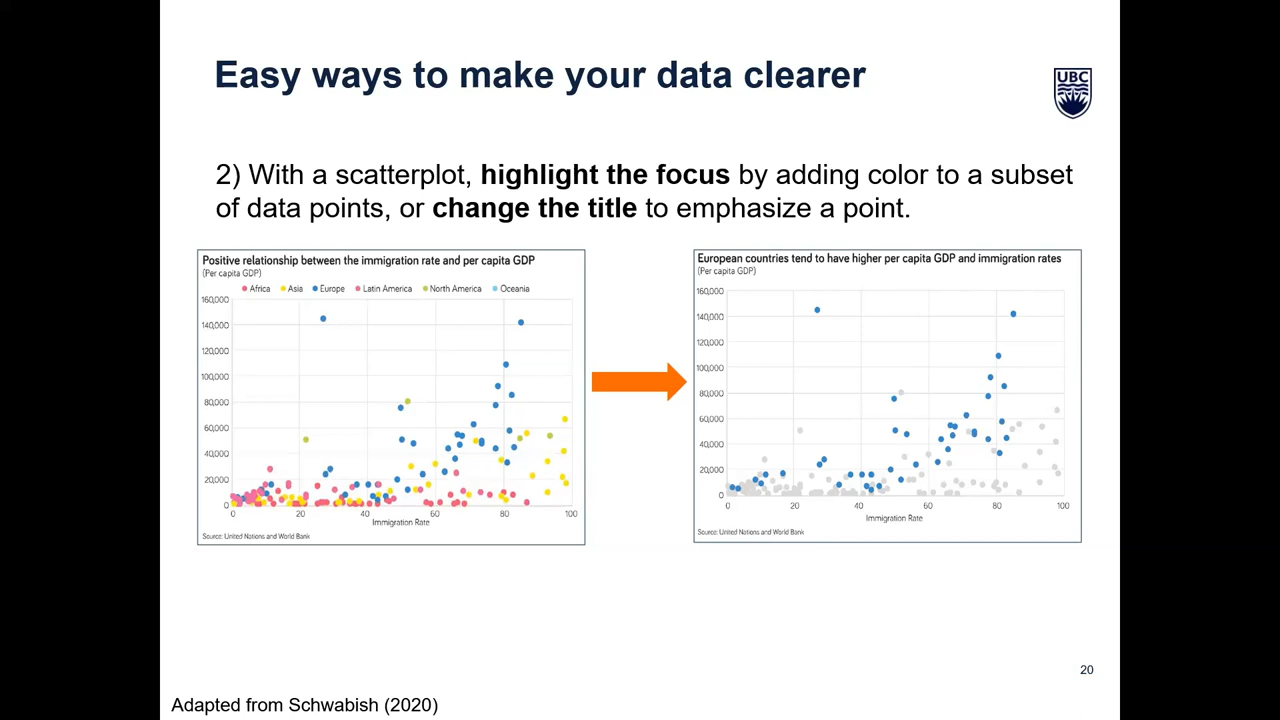 Easy ways to make your data clearer
UBC
2) With a scatterplot, highlight the focus by adding color to a subset
of data points, or change the title to emphasize a point.
Positive relationship between the immigration rate and per capita GDP
(Per capita GDP)
Africa Asia Europe Latin America North America Oceania
160,000
140,000
120,000
100,000
80,000
60,000
40,000
20,000
0
0 20 40 60 80 100
Immigration Rate
Source: United Nations and World Bank
European countries tend to have higher per capita GDP and immigration rates
(Per capita GDP)
160,000
140,000
120,000
100,000
80,000
60,000
40,000
20,000
0
0 20 40 60 80 100
Immigration Rate
Source: United Nations and World Bank
20
Adapted from Schwabish (2020)